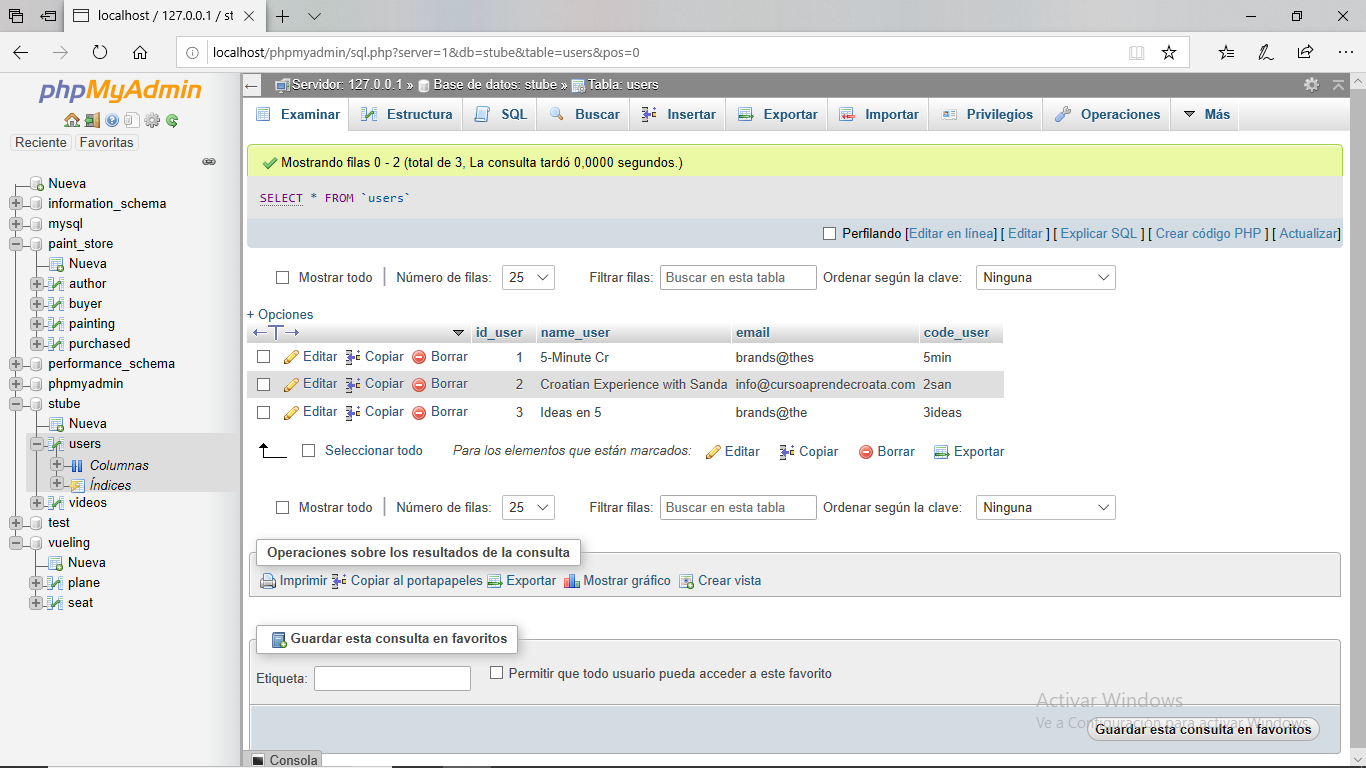 localhost / 127.0.0.1 / st
localhost/phpmyadmin/sql.php?server=1&db=stube&table=users&pos=0
phpMyAdmin
Reciente Favoritas
Nueva
information_schema
mysql
paint_store
Nueva
author
buyer
painting
purchased
performance_schema
phpmyadmin
stube
Nueva
users
Columnas
Índices
videos
test
vueling
Nueva
plane
seat
Servidor: 127.0.0.1 » Base de datos: stube » Tabla: users
Examinar Estructura SQL Buscar Insertar Exportar Importar Privilegios Operaciones Más
Mostrando filas 0 - 2 (total de 3, La consulta tardó 0,0000 segundos.)
SELECT * FROM `users`
Perfilando [Editar en línea] [ Editar ] [ Explicar SQL ] [ Crear código PHP ] [ Actualizar]
Mostrar todo Número de filas: 25 Filtrar filas: Buscar en esta tabla Ordenar según la clave: Ninguna
+ Opciones
id_user name_user email code_user
Editar Copiar Borrar 1 5-Minute Cr brands@thes 5min
Editar Copiar Borrar 2 Croatian Experience with Sanda info@cursoaprendecroata.com 2san
Editar Copiar Borrar 3 Ideas en 5 brands@the 3ideas
Seleccionar todo Para los elementos que están marcados: Editar Copiar Borrar Exportar
Mostrar todo Número de filas: 25 Filtrar filas: Buscar en esta tabla Ordenar según la clave: Ninguna
Operaciones sobre los resultados de la consulta
Imprimir Copiar al portapapeles Exportar Mostrar gráfico Crear vista
Guardar esta consulta en favoritos
Etiqueta: Permitir que todo usuario pueda acceder a este favorito
Activar Windows
Ve a Configuración para activar Windows.
Guardar esta consulta en favoritos
Consola